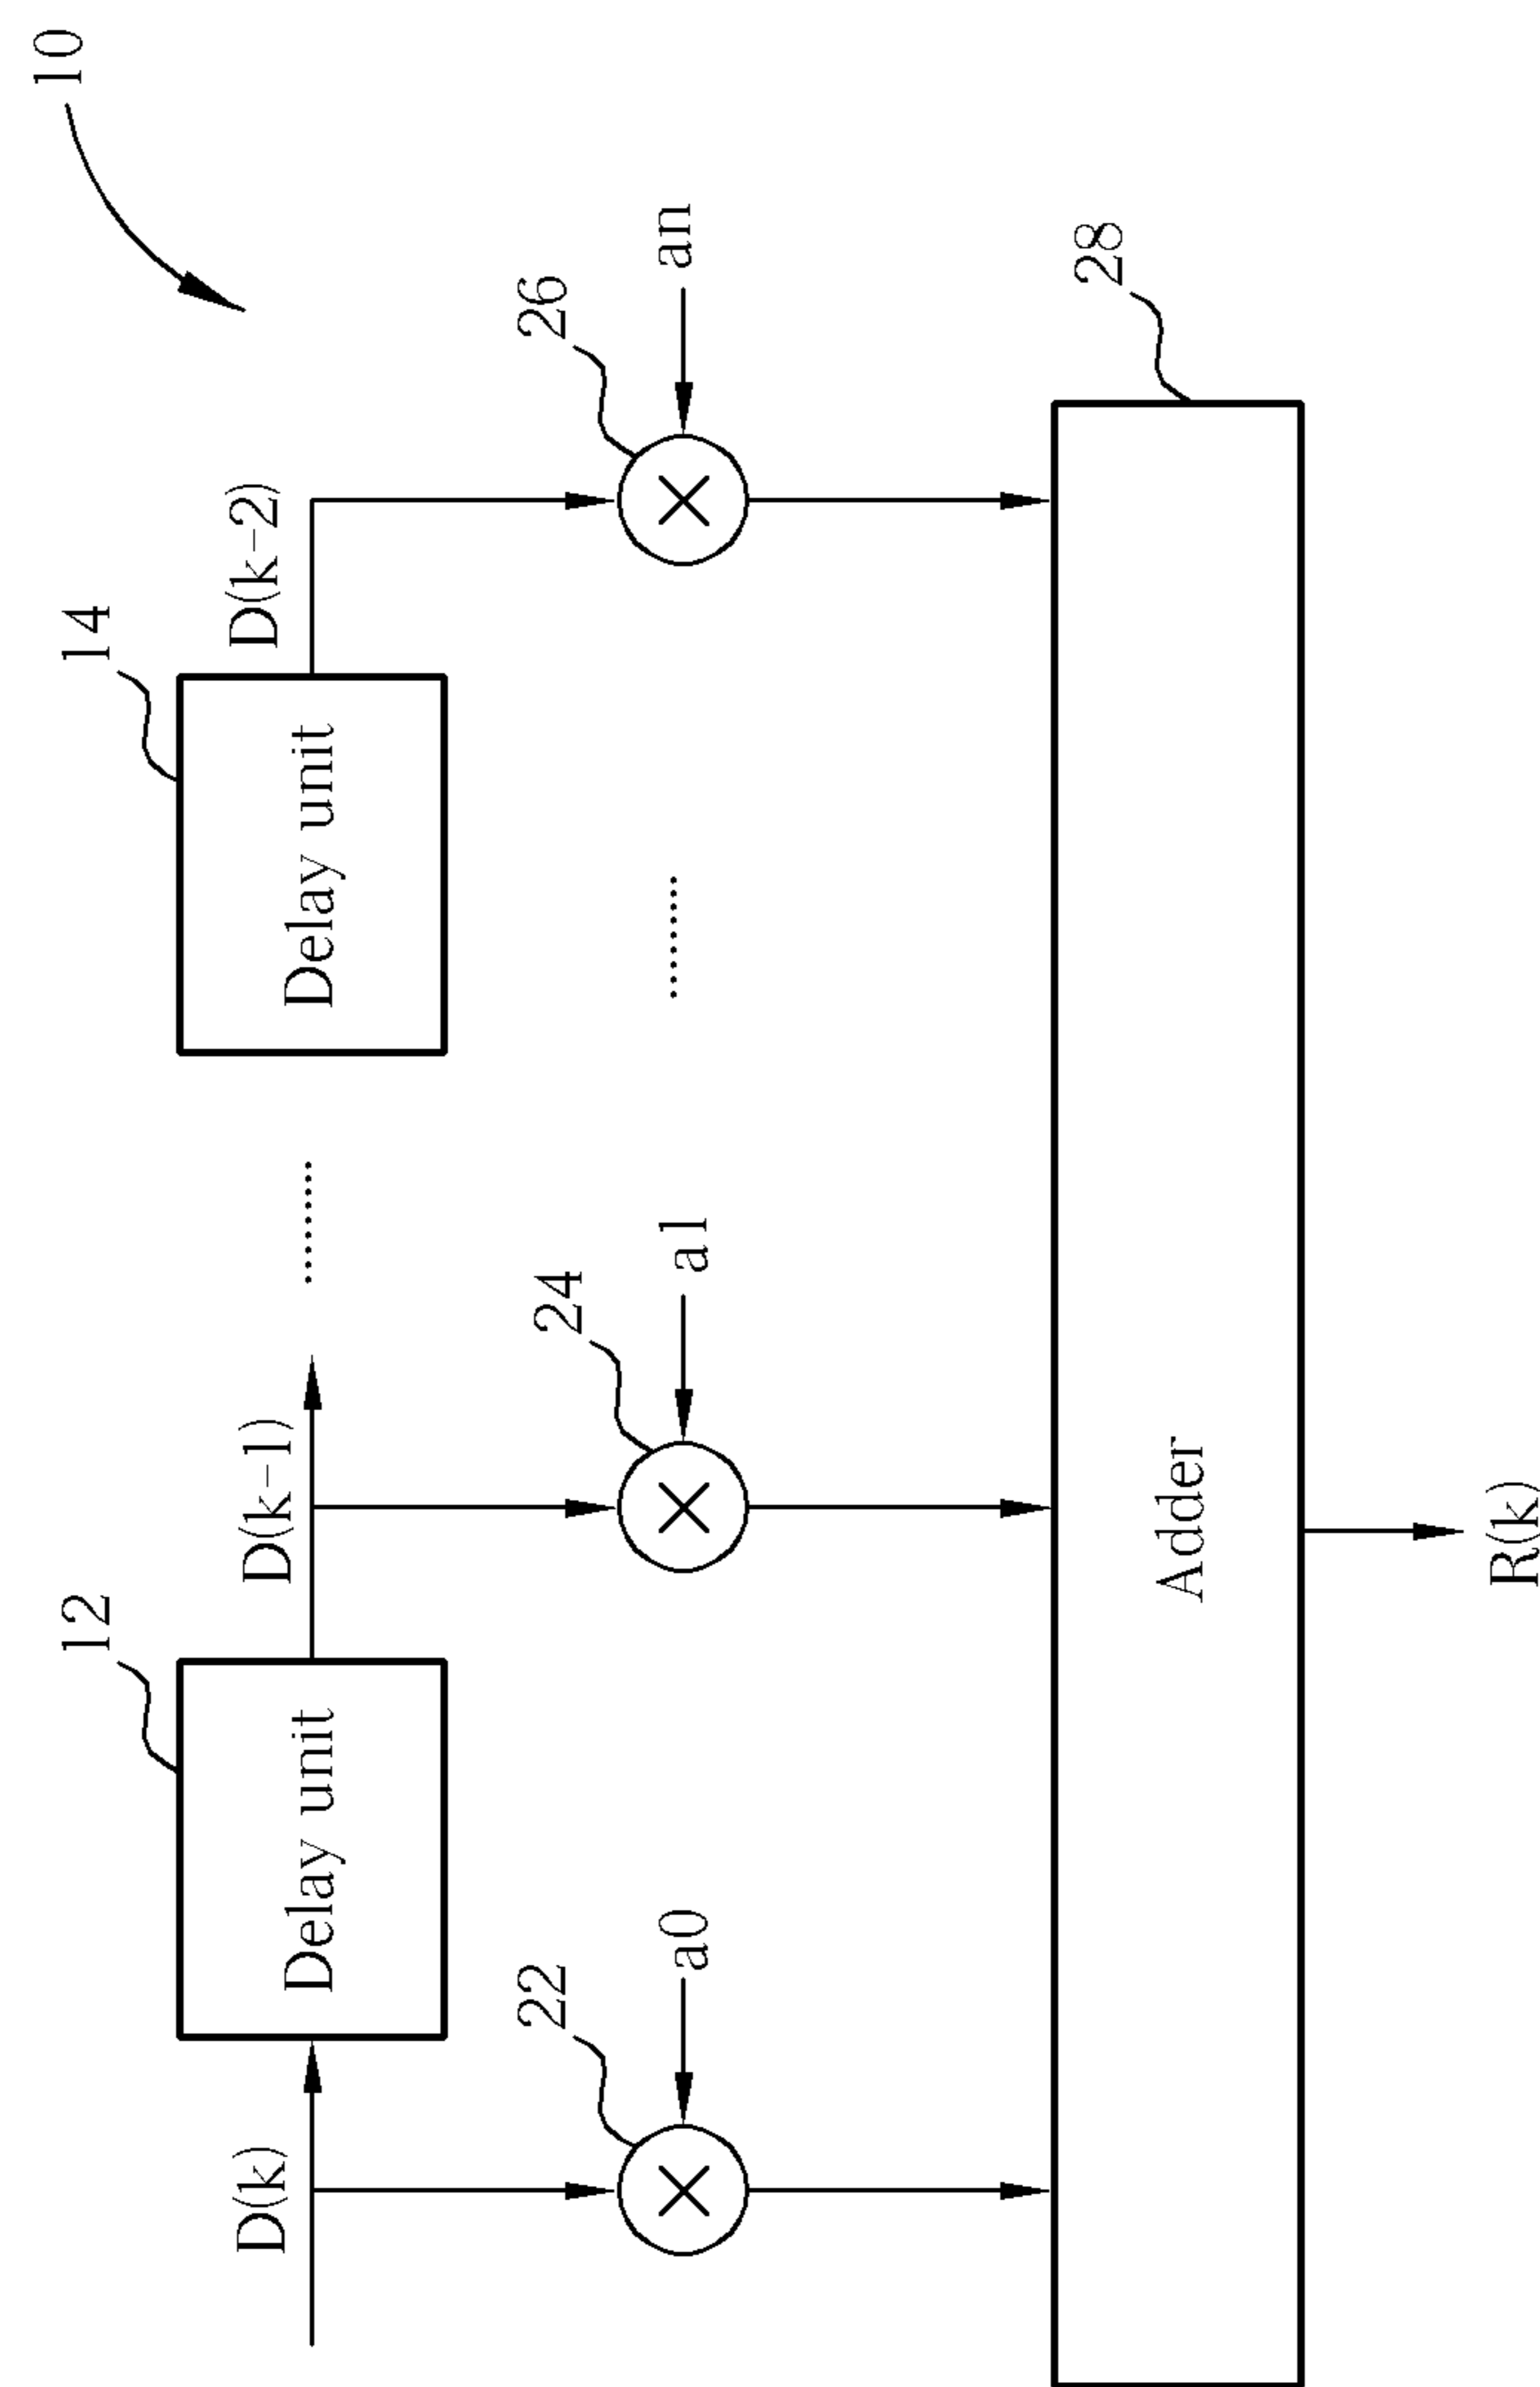 10
12
14
D(k)
D(k-1)
D(k-2)
Delay unit
Delay unit
22
24
26
a0
a1
an
28
Adder
R(k)